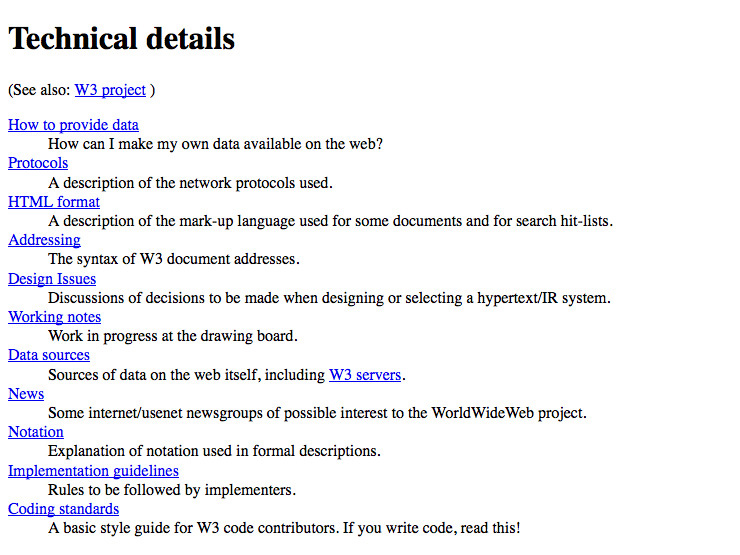 Technical details
(See also: W3 project )
How to provide data
How can I make my own data available on the web?
Protocols
A description of the network protocols used.
HTML format
A description of the mark-up language used for some documents and for search hit-lists.
Addressing
The syntax of W3 document addresses.
Design Issues
Discussions of decisions to be made when designing or selecting a hypertext/IR system.
Working notes
Work in progress at the drawing board.
Data sources
Sources of data on the web itself, including W3 servers.
News
Some internet/usenet newsgroups of possible interest to the WorldWideWeb project.
Notation
Explanation of notation used in formal descriptions.
Implementation guidelines
Rules to be followed by implementers.
Coding standards
A basic style guide for W3 code contributors. If you write code, read this!